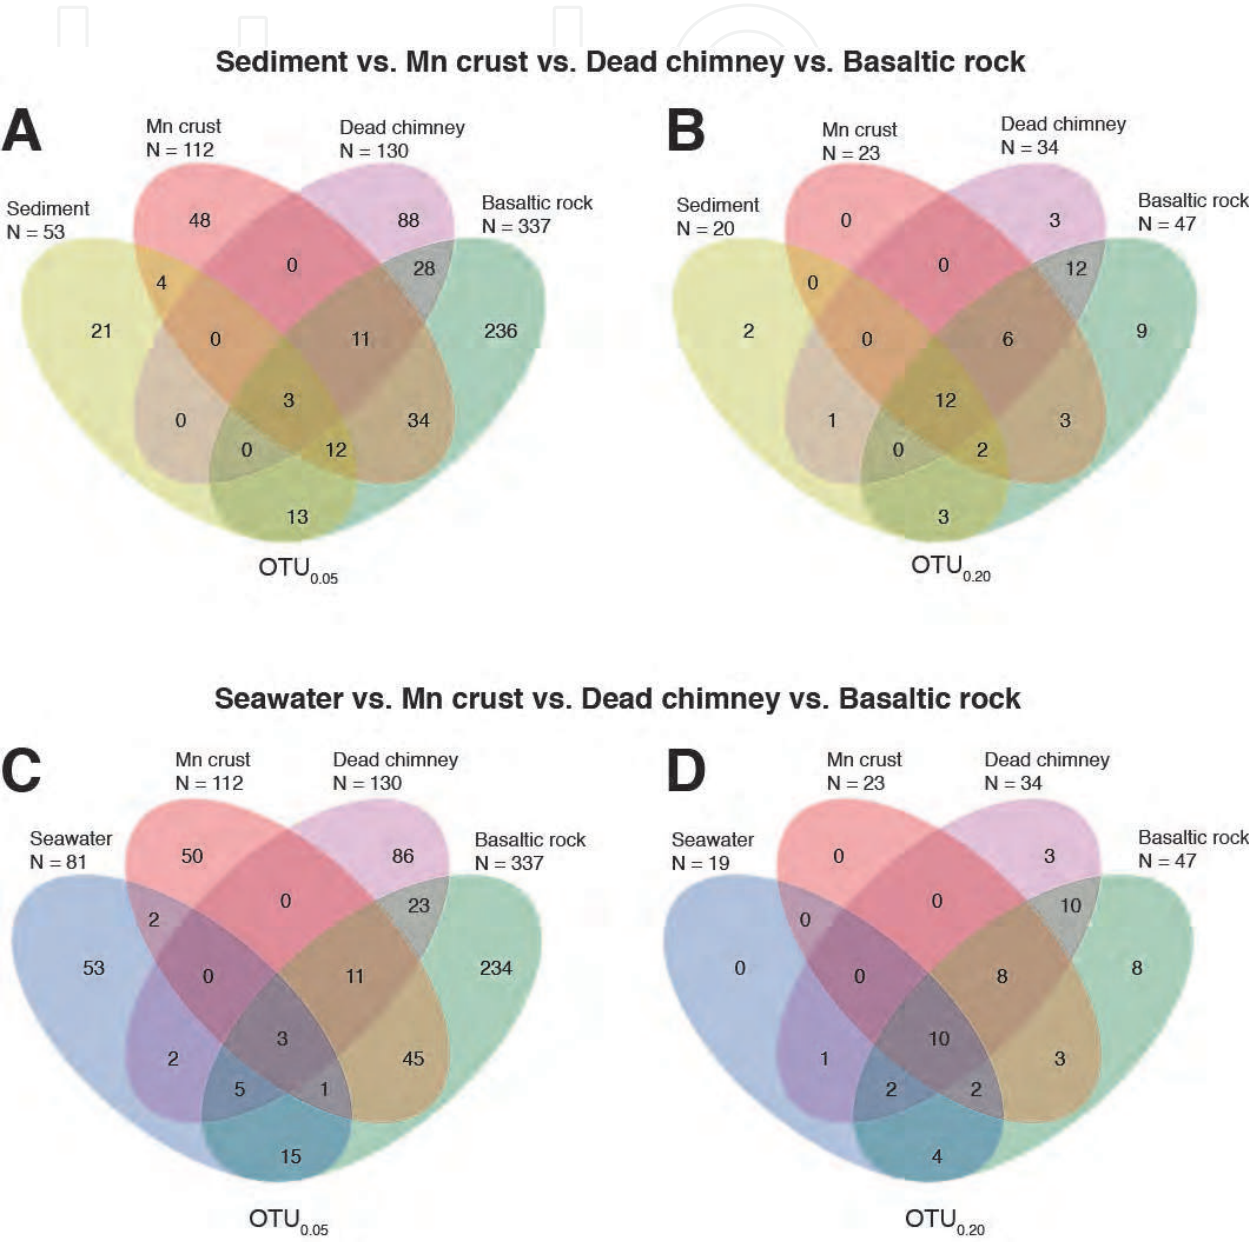 Sediment vs. Mn crust vs. Dead chimney vs. Basaltic rock
A
Mn crust
N = 112
Dead chimney
N = 130
Sediment
N = 53
Basaltic rock
N = 337
48
88
0
28
4
21
0
11
236
3
0
34
0
12
13
OTU0.05
B
Mn crust
N = 23
Dead chimney
N = 34
Sediment
N = 20
Basaltic rock
N = 47
0
3
0
12
0
2
0
6
9
12
1
3
0
2
3
OTU0.20
Seawater vs. Mn crust vs. Dead chimney vs. Basaltic rock
C
Mn crust
N = 112
Dead chimney
N = 130
Seawater
N = 81
Basaltic rock
N = 337
50
86
0
23
2
53
0
11
234
3
2
45
5
1
15
OTU0.05
D
Mn crust
N = 23
Dead chimney
N = 34
Seawater
N = 19
Basaltic rock
N = 47
0
3
0
10
0
0
0
8
8
10
1
3
2
2
4
OTU0.20